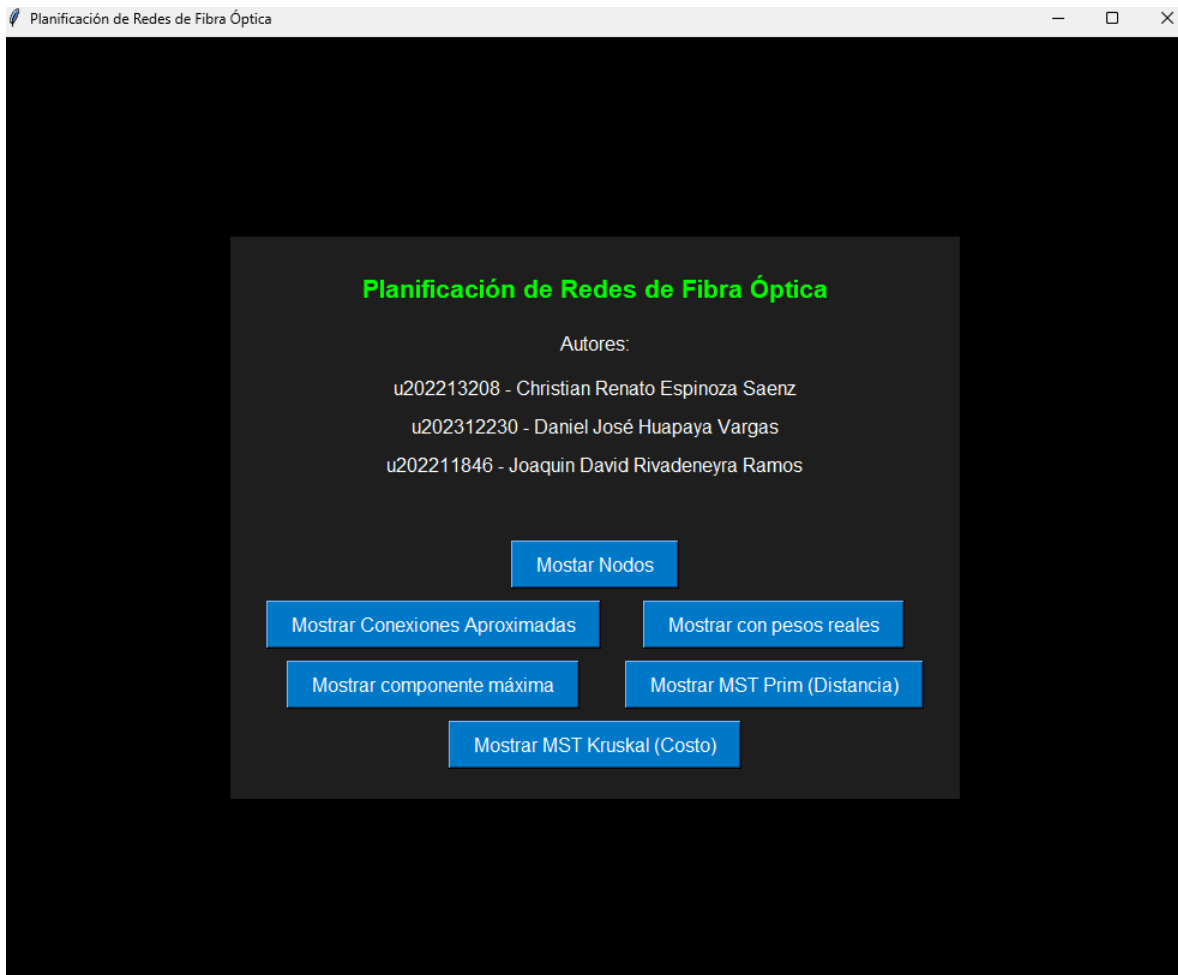 Planificación de Redes de Fibra Óptica
Planificación de Redes de Fibra Óptica
Autores:
u202213208 - Christian Renato Espinoza Saenz
u202312230 - Daniel José Huapaya Vargas
u202211846 - Joaquin David Rivadeneyra Ramos
Mostar Nodos
Mostrar Conexiones Aproximadas
Mostrar con pesos reales
Mostrar componente máxima
Mostrar MST Prim (Distancia)
Mostrar MST Kruskal (Costo)